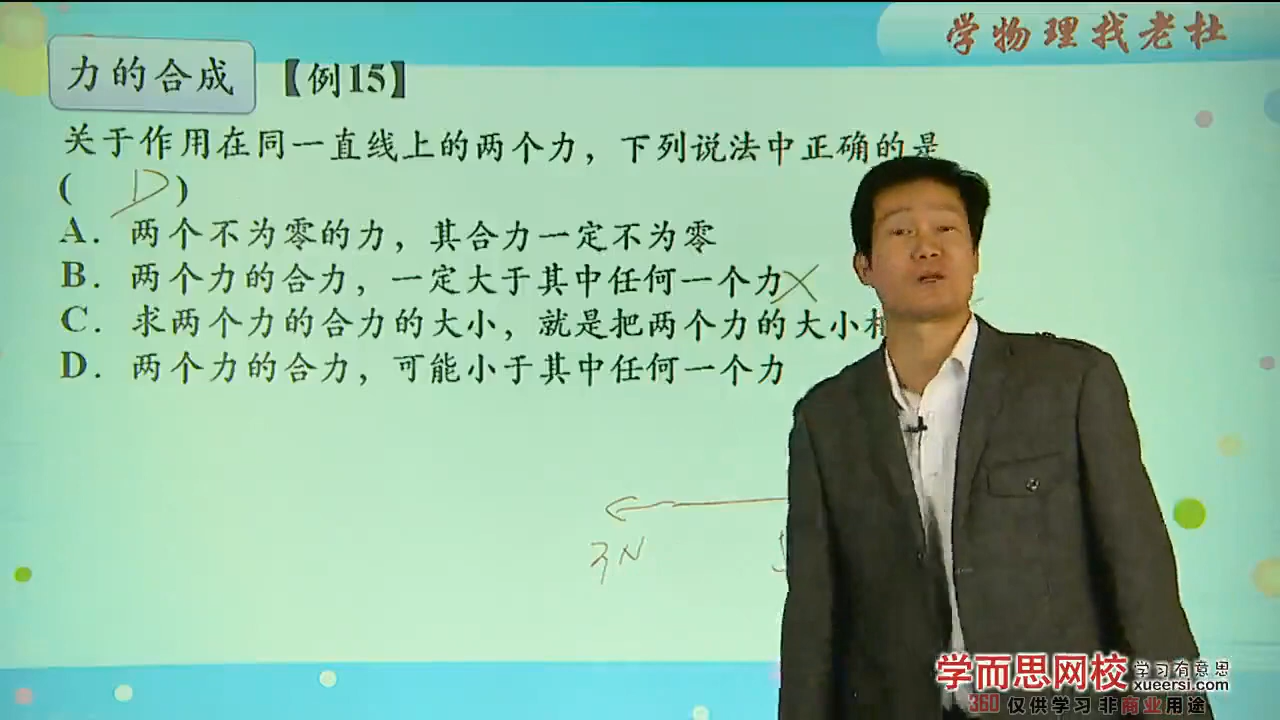 学物理找老杜
力的合成 【例15】
关于作用在同一直线上的两个力，下列说法中正确的是
( D )
A．两个不为零的力，其合力一定不为零
B．两个力的合力，一定大于其中任何一个力×
C．求两个力的合力的大小，就是把两个力的大小
D．两个力的合力，可能小于其中任何一个力
3N
学而思网校 学习有意思
xueersi.com
360 仅供学习 非商业用途